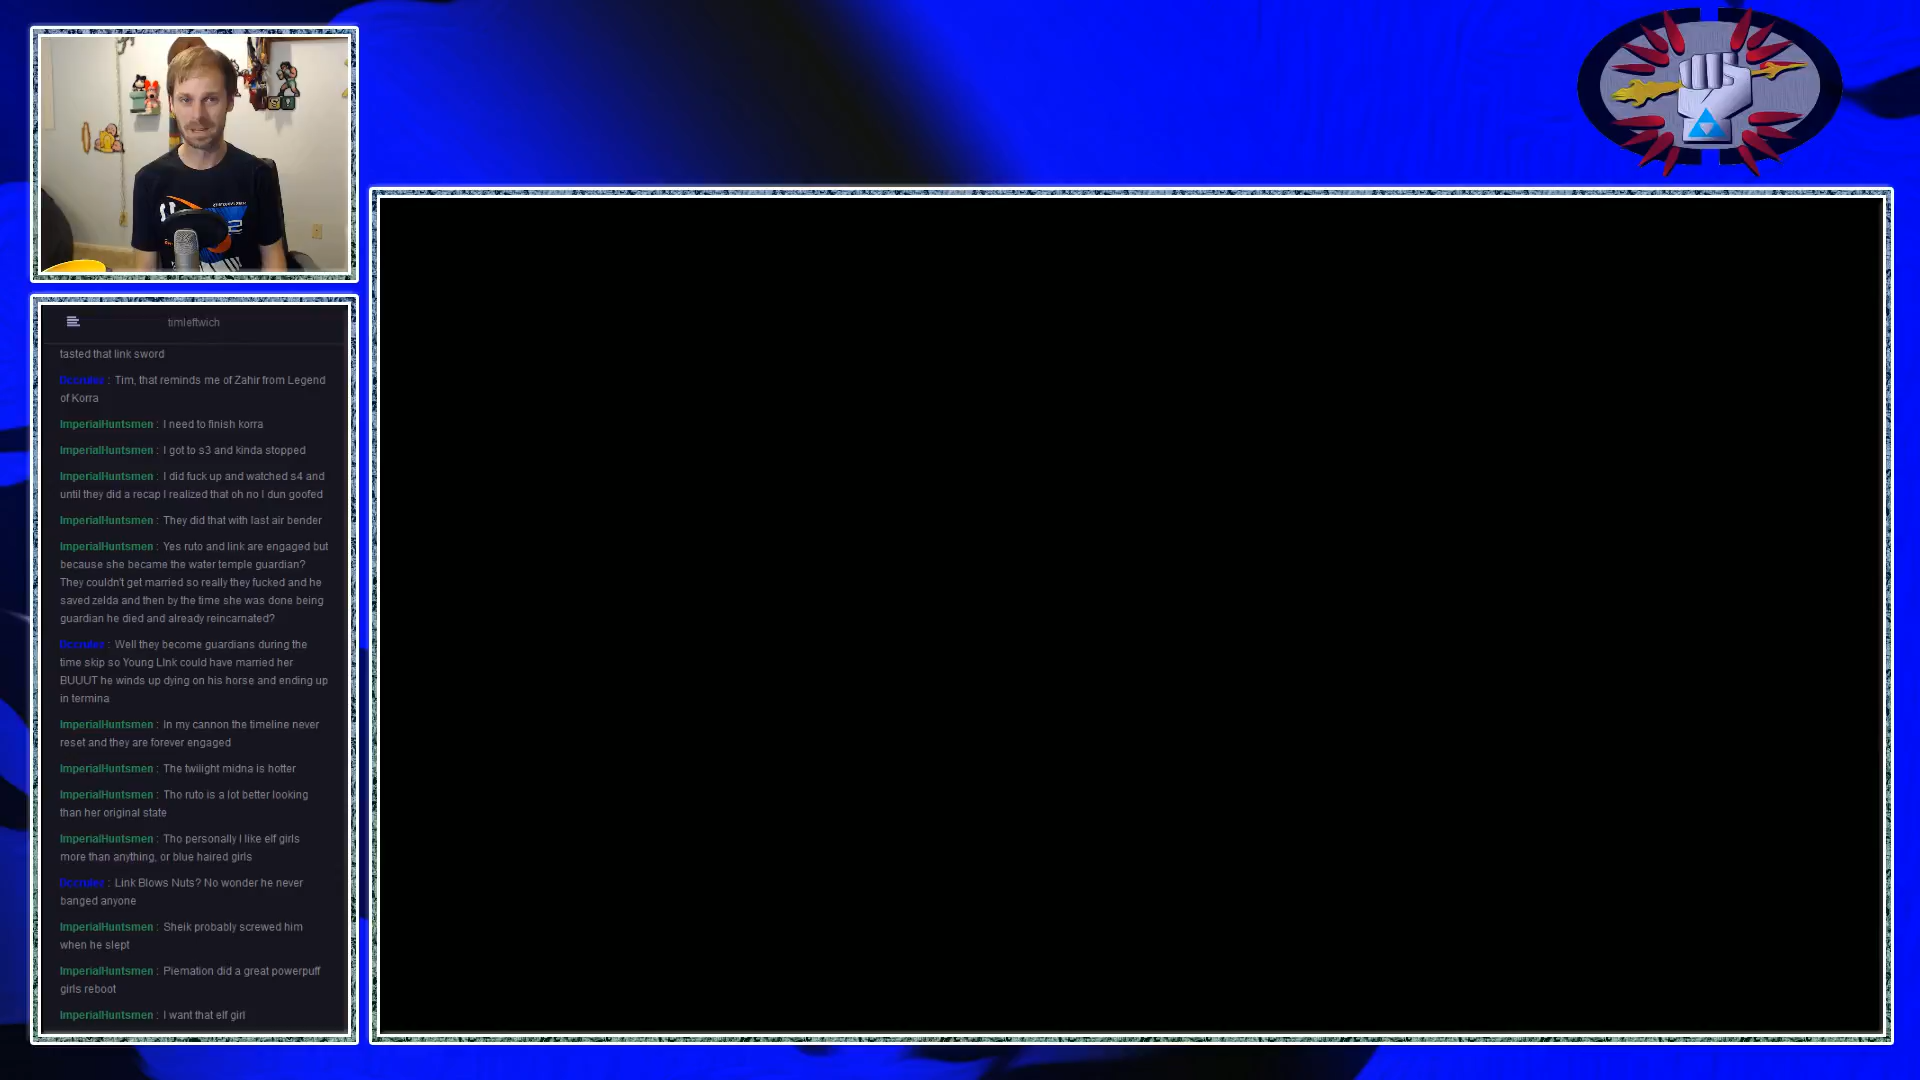 timleftwich
tasted that link sword
Tim, that reminds me of Zahir from Legend
of Korra
ImperialHuntsmen : I need to finish korra
ImperialHuntsmen : I got to s3 and kinda stopped
ImperialHuntsmen : I did fuck up and watched s4 and
until they did a recap I realized that oh no I dun goofed
ImperialHuntsmen : They did that with last air bender
ImperialHuntsmen : Yes ruto and link are engaged but
because she became the water temple guardian?
They couldn't get married so really they fucked and he
saved zelda and then by the time she was done being
guardian he died and already reincarnated?
: Well they become guardians during the
time skip so Young LInk could have married her
BUUUT he winds up dying on his horse and ending up
in termina
ImperialHuntsmen : In my cannon the timeline never
reset and they are forever engaged
ImperialHuntsmen : The twilight midna is hotter
ImperialHuntsmen : Tho ruto is a lot better looking
than her original state
ImperialHuntsmen : Tho personally I like elf girls
more than anything, or blue haired girls
: Link Blows Nuts? No wonder he never
banged anyone
ImperialHuntsmen : Sheik probably screwed him
when he slept
ImperialHuntsmen : Piemation did a great powerpuff
girls reboot
ImperialHuntsmen : I want that elf girl